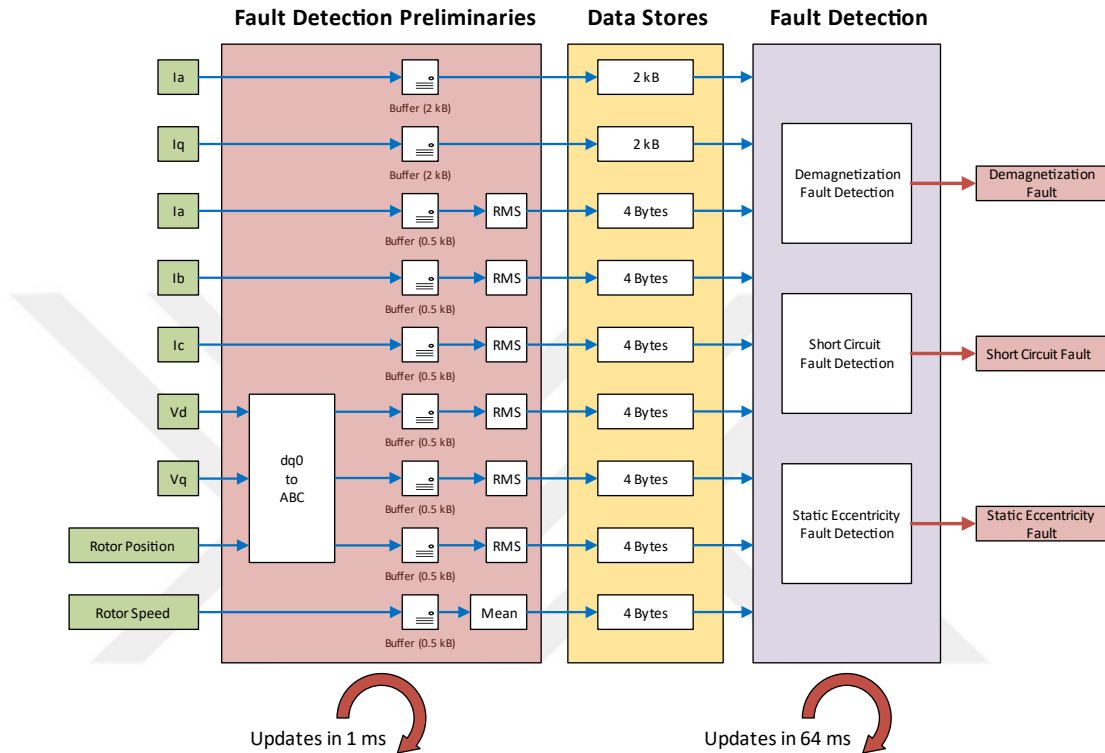 Fault Detection Preliminaries
Data Stores
Fault Detection
Ia
Buffer (2 kB)
2 kB
Iq
Buffer (2 kB)
2 kB
Ia
Buffer (0.5 kB)
RMS
4 Bytes
Ib
Buffer (0.5 kB)
RMS
4 Bytes
Ic
Buffer (0.5 kB)
RMS
4 Bytes
Vd
Vq
Rotor Position
dq0
to
ABC
Buffer (0.5 kB)
RMS
4 Bytes
Buffer (0.5 kB)
RMS
4 Bytes
Buffer (0.5 kB)
RMS
4 Bytes
Rotor Speed
Buffer (0.5 kB)
Mean
4 Bytes
Demagnetization
Fault Detection
Demagnetization
Fault
Short Circuit
Fault Detection
Short Circuit Fault
Static Eccentricity
Fault Detection
Static Eccentricity
Fault
Updates in 1 ms
Updates in 64 ms